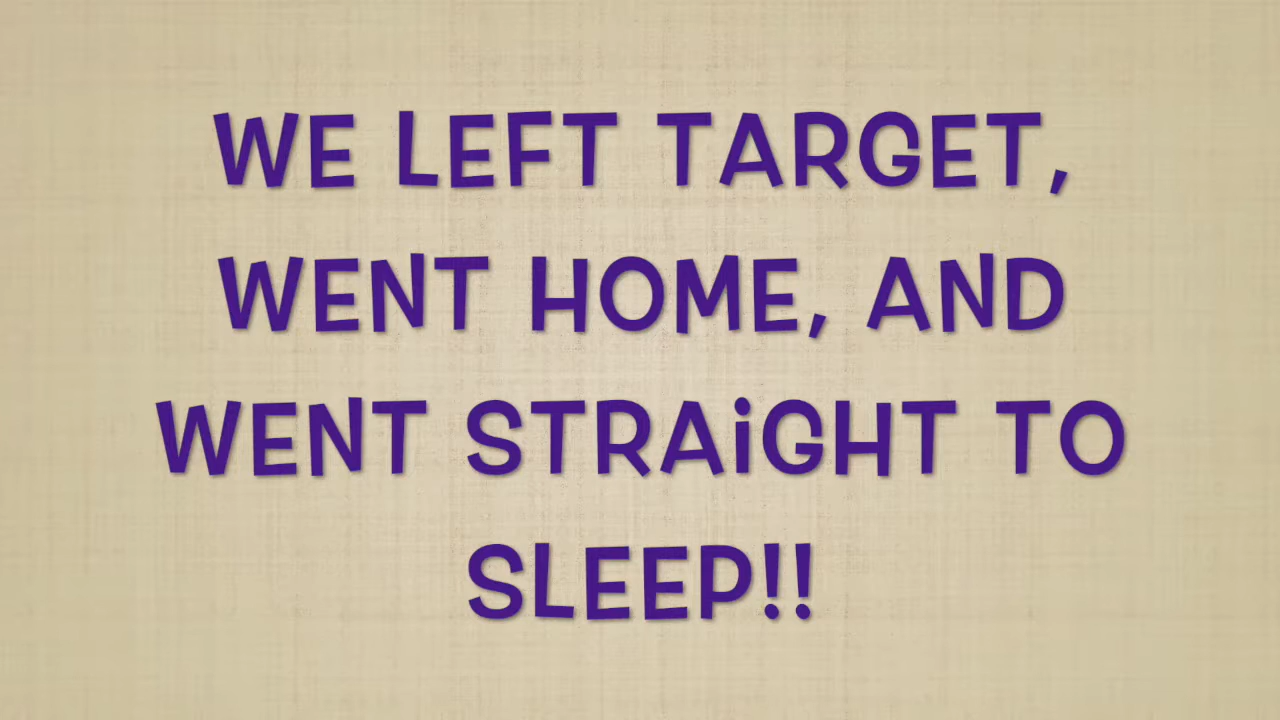 WE LEFT TARGET,
WENT HOME, AND
WENT STRAiGHT TO
SLEEP!!